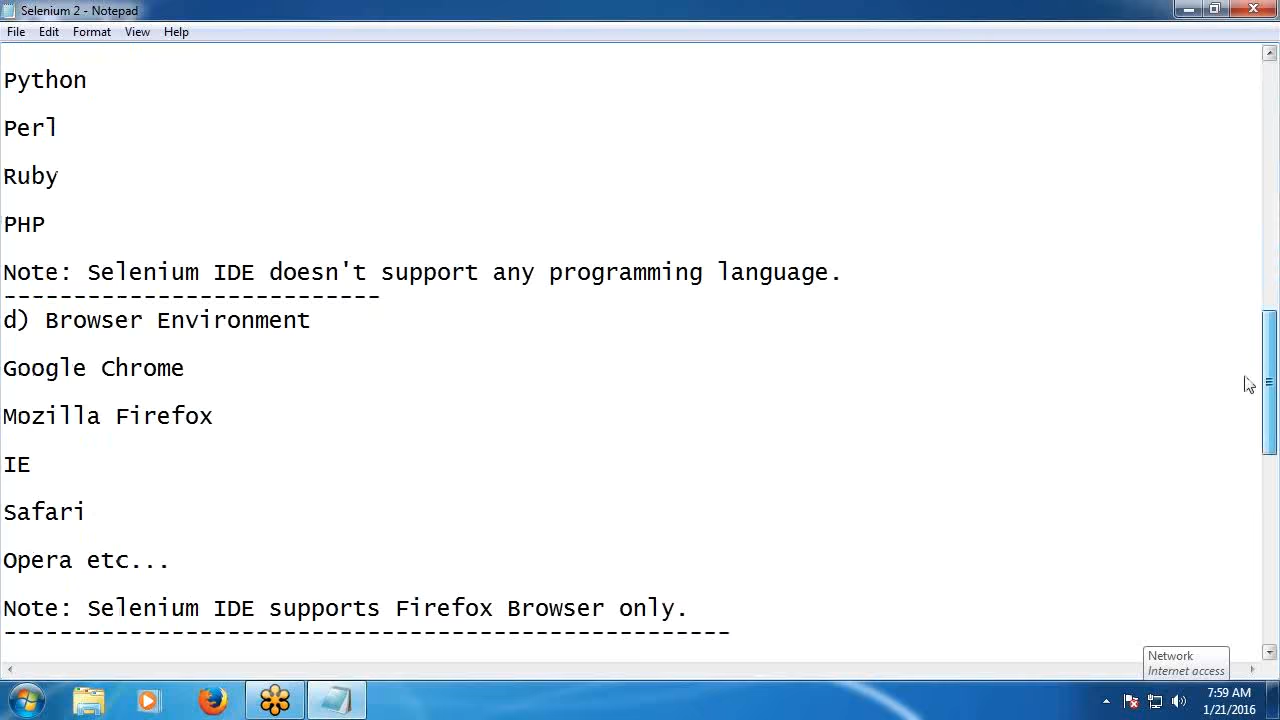 Selenium 2 - Notepad
File Edit Format View Help
Python
Perl
Ruby
PHP
Note: Selenium IDE doesn't support any programming language.
---------------------------
d) Browser Environment
Google Chrome
Mozilla Firefox
IE
Safari
Opera etc...
Note: Selenium IDE supports Firefox Browser only.
----------------------------------------------------
Network
Internet access
7:59 AM
1/21/2016